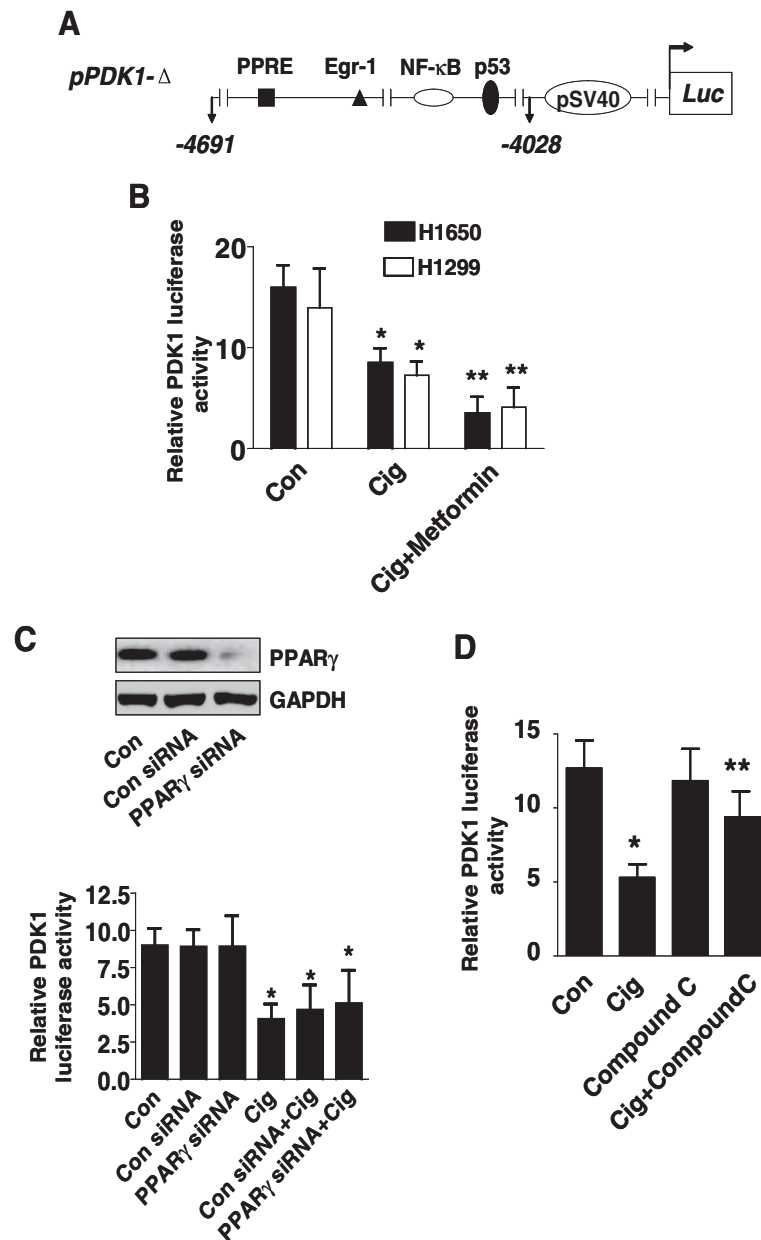 A
pPDK1-Δ
PPRE
Egr-1
NF-κB
p53
pSV40
Luc
-4691
-4028
B
Relative PDK1 luciferase
activity
20
10
0
H1650
H1299
*
*
**
**
Con
Cig
Cig+Metformin
C
PPARγ
GAPDH
Con
Con siRNA
PPARγ siRNA
Relative PDK1
luciferase activity
12.5
10.0
7.5
5.0
2.5
0.0
*
*
*
Con
Con siRNA
PPARγ siRNA
Cig
Con siRNA+Cig
PPARγ siRNA+Cig
D
Relative PDK1 luciferase
activity
15
10
5
0
*
**
Con
Cig
Compound C
Cig+CompoundC